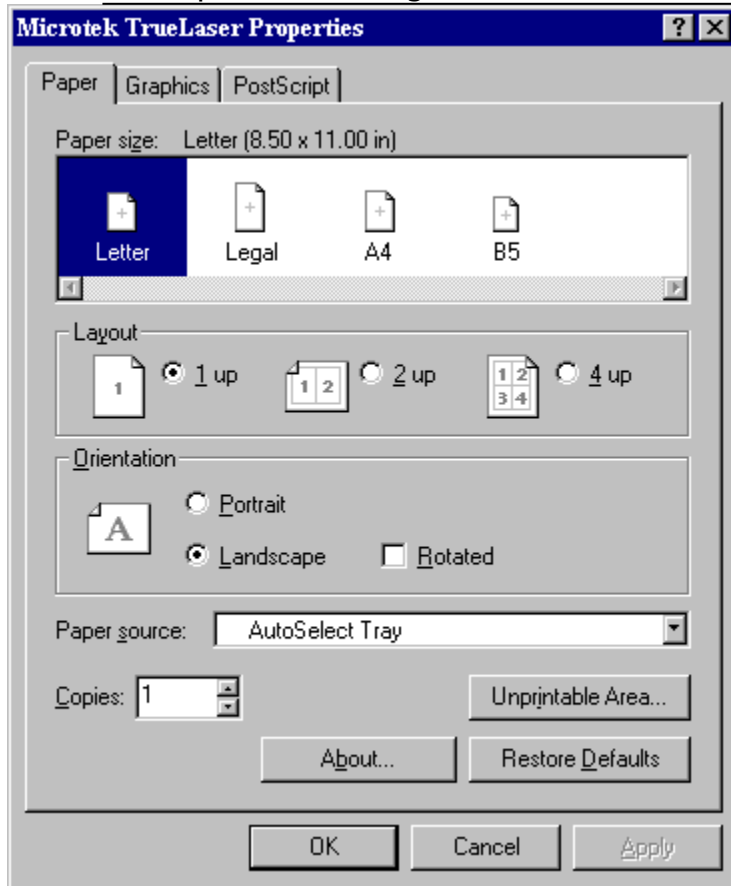 Microtek TrueLaser Properties
Paper Graphics PostScript
Paper size: Letter (8.50 x 11.00 in)
Letter Legal A4 B5
Layout
1 1 up 1 2 2 up 1 2 4 up
3 4
Orientation
Portrait
A
Landscape Rotated
Paper source: AutoSelect Tray
Copies: 1 Unprintable Area...
About... Restore Defaults
OK Cancel Apply